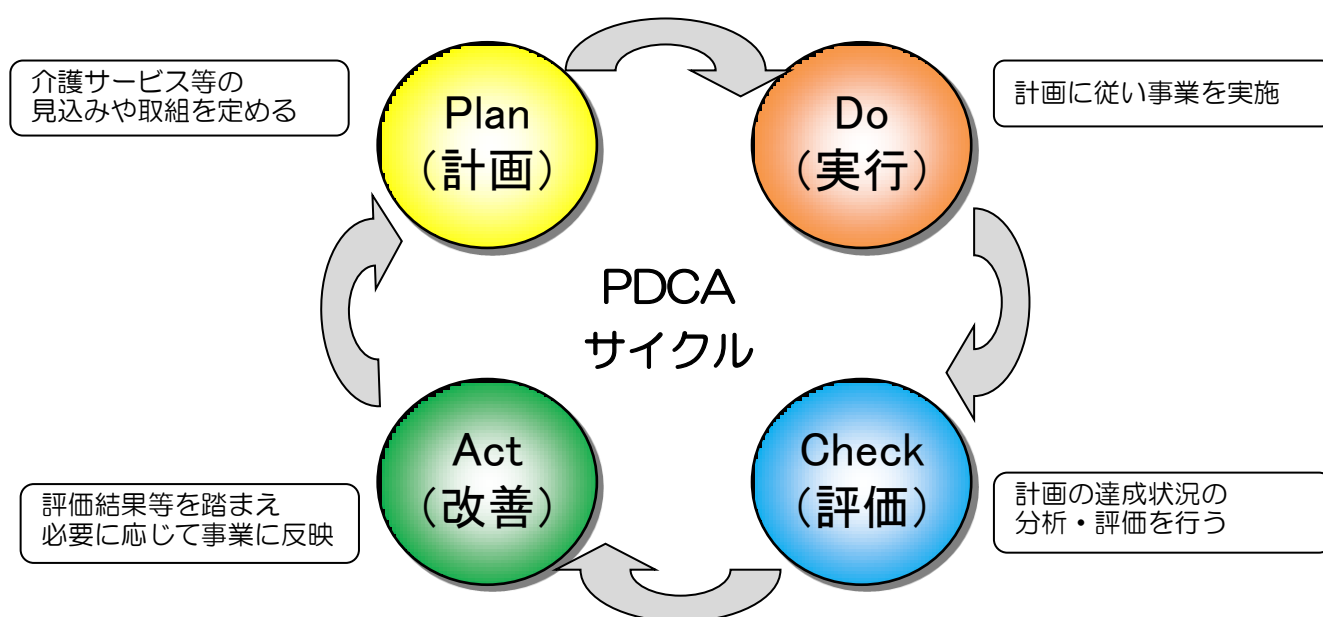 介護サービス等の
見込みや取組を定める
Plan
（計画）
Do
（実行）
計画に従い事業を実施
PDCA
サイクル
評価結果等を踏まえ
必要に応じて事業に反映
Act
（改善）
Check
（評価）
計画の達成状況の
分析・評価を行う